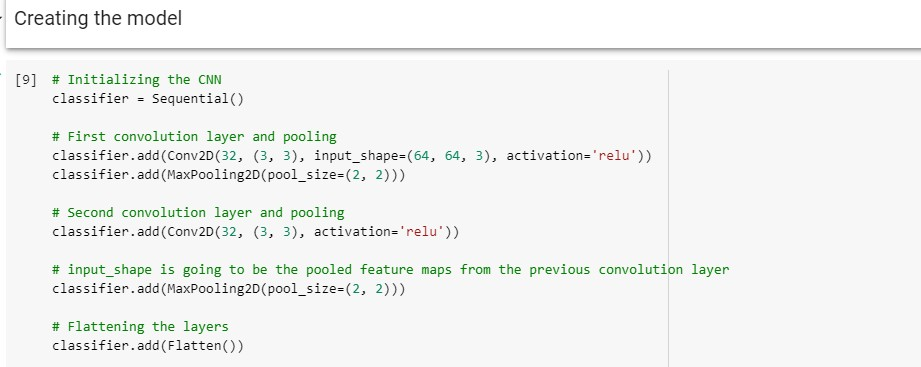 Creating the model
[9] # Initializing the CNN
classifier = Sequential()
# First convolution layer and pooling
classifier.add(Conv2D(32, (3, 3), input_shape=(64, 64, 3), activation='relu'))
classifier.add(MaxPooling2D(pool_size=(2, 2)))
# Second convolution layer and pooling
classifier.add(Conv2D(32, (3, 3), activation='relu'))
# input_shape is going to be the pooled feature maps from the previous convolution layer
classifier.add(MaxPooling2D(pool_size=(2, 2)))
# Flattening the layers
classifier.add(Flatten())